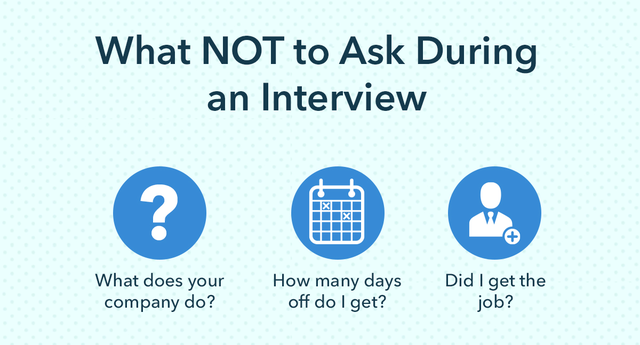 What NOT to Ask During
an Interview
?
What does your
company do?
How many days
off do I get?
Did I get the
job?